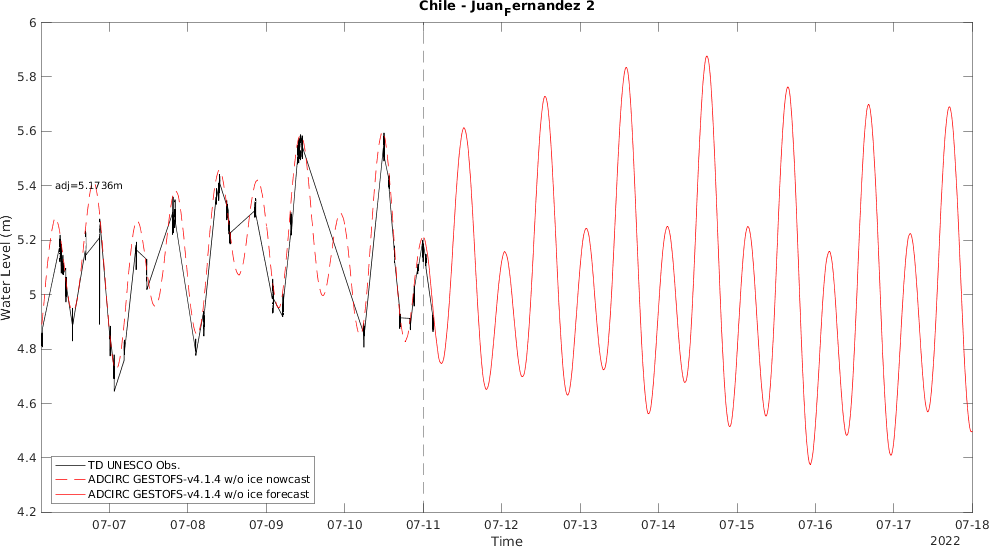 Chile - JuanFernandez 2
6
5.8
5.6
5.4
5.2
5
4.8
4.6
4.4
4.2
Water Level (m)
adj=5.1736m
TD UNESCO Obs.
ADCIRC GESTOFS-v4.1.4 w/o ice nowcast
ADCIRC GESTOFS-v4.1.4 w/o ice forecast
07-07 07-08 07-09 07-10 07-11 07-12 07-13 07-14 07-15 07-16 07-17 07-18
Time
2022